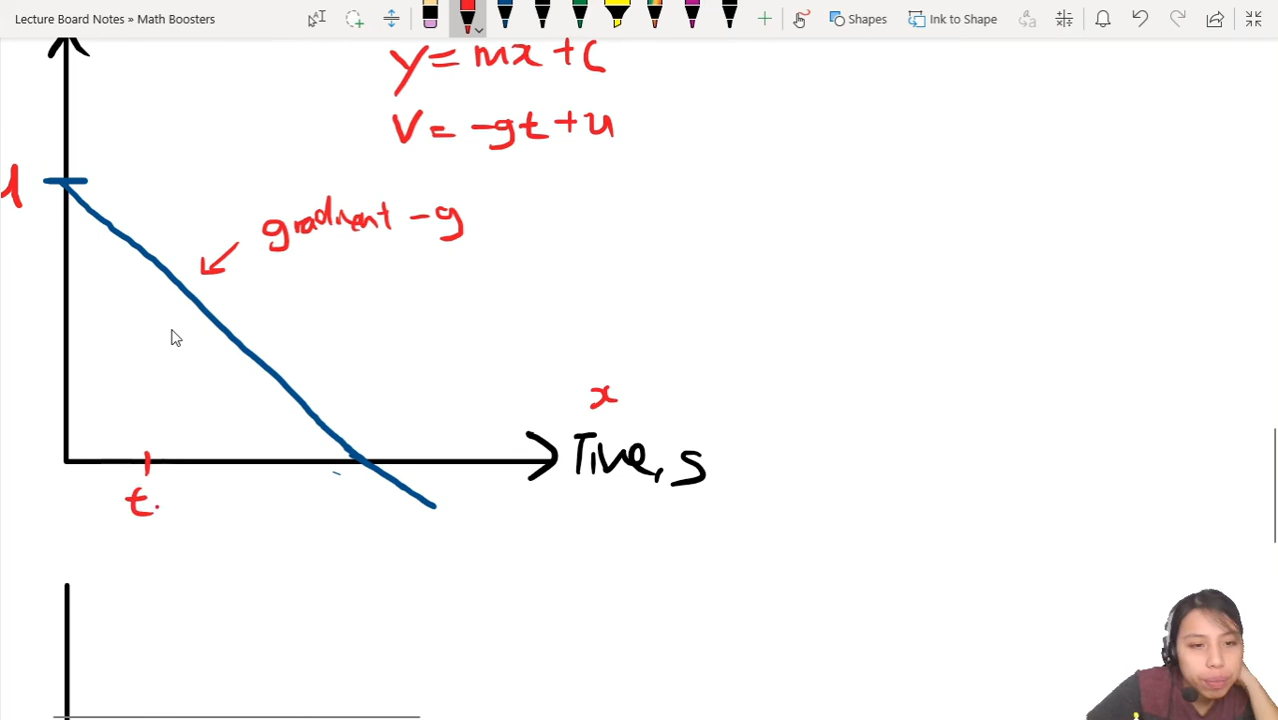 Lecture Board Notes » Math Boosters
Shapes
Ink to Shape
y = mx + c
v = -gt + u
gradient -g
x
Time, s
t.